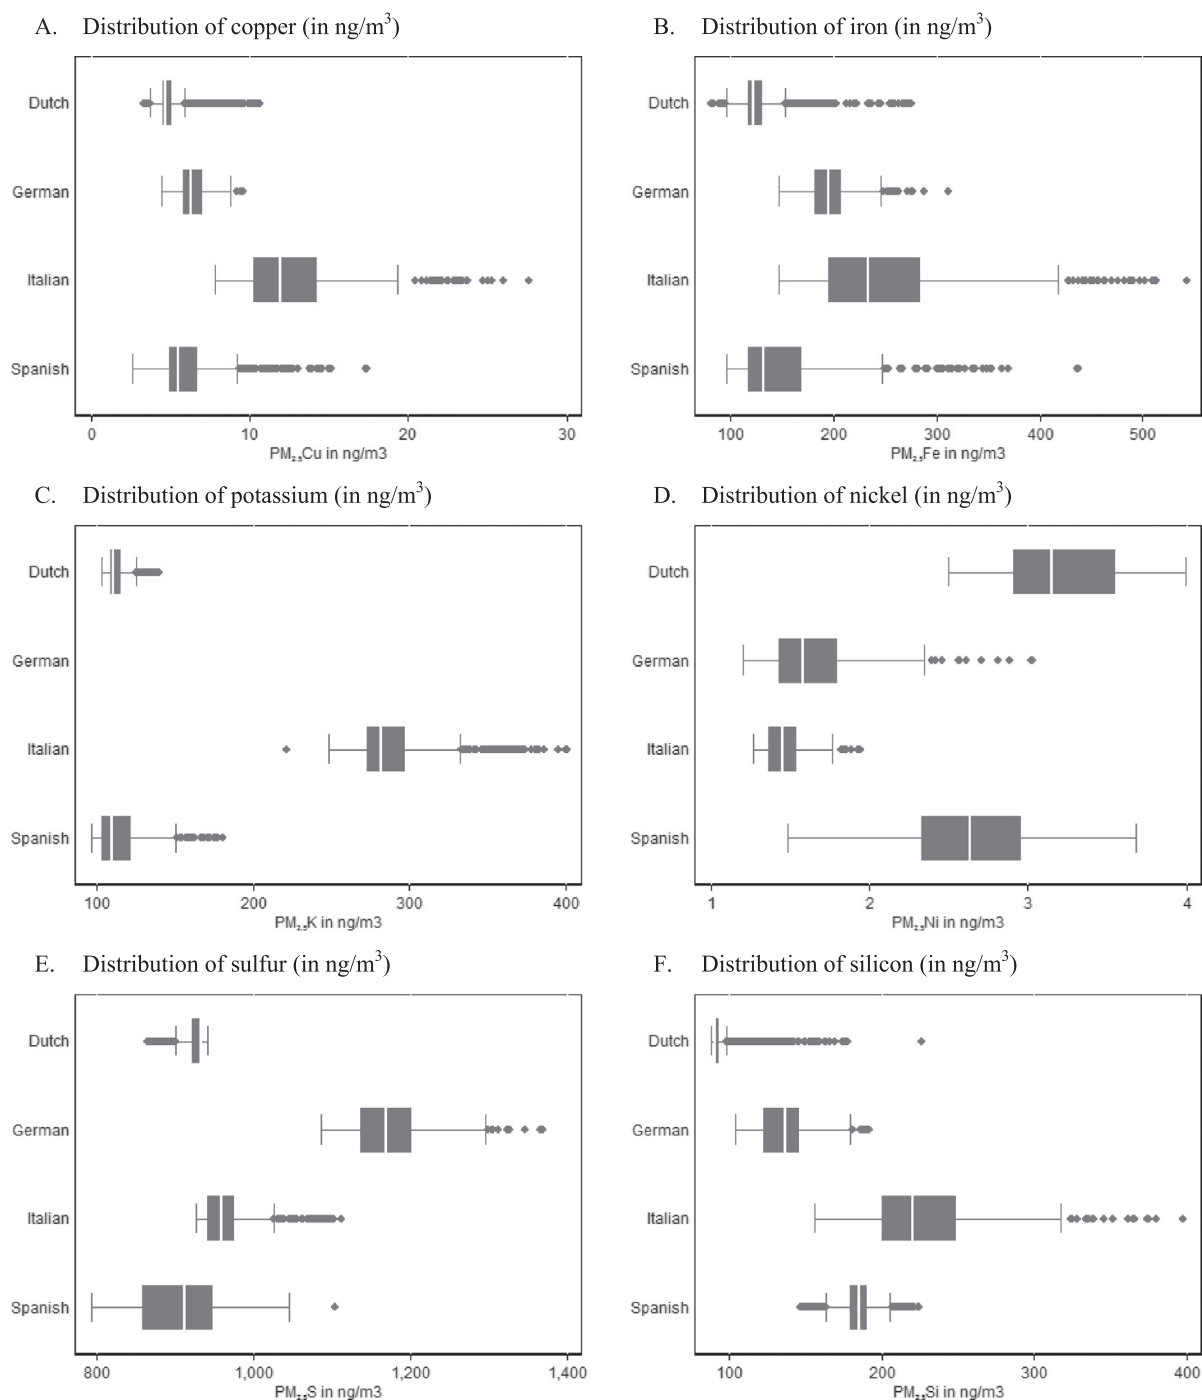 A. Distribution of copper (in ng/m³)
Dutch
German
Italian
Spanish
0 10 20 30
PM₂.₅Cu in ng/m3
B. Distribution of iron (in ng/m³)
Dutch
German
Italian
Spanish
100 200 300 400 500
PM₂.₅Fe in ng/m3
C. Distribution of potassium (in ng/m³)
Dutch
German
Italian
Spanish
100 200 300 400
PM₂.₅K in ng/m3
D. Distribution of nickel (in ng/m³)
Dutch
German
Italian
Spanish
1 2 3 4
PM₂.₅Ni in ng/m3
E. Distribution of sulfur (in ng/m³)
Dutch
German
Italian
Spanish
800 1,000 1,200 1,400
PM₂.₅S in ng/m3
F. Distribution of silicon (in ng/m³)
Dutch
German
Italian
Spanish
100 200 300 400
PM₂.₅Si in ng/m3